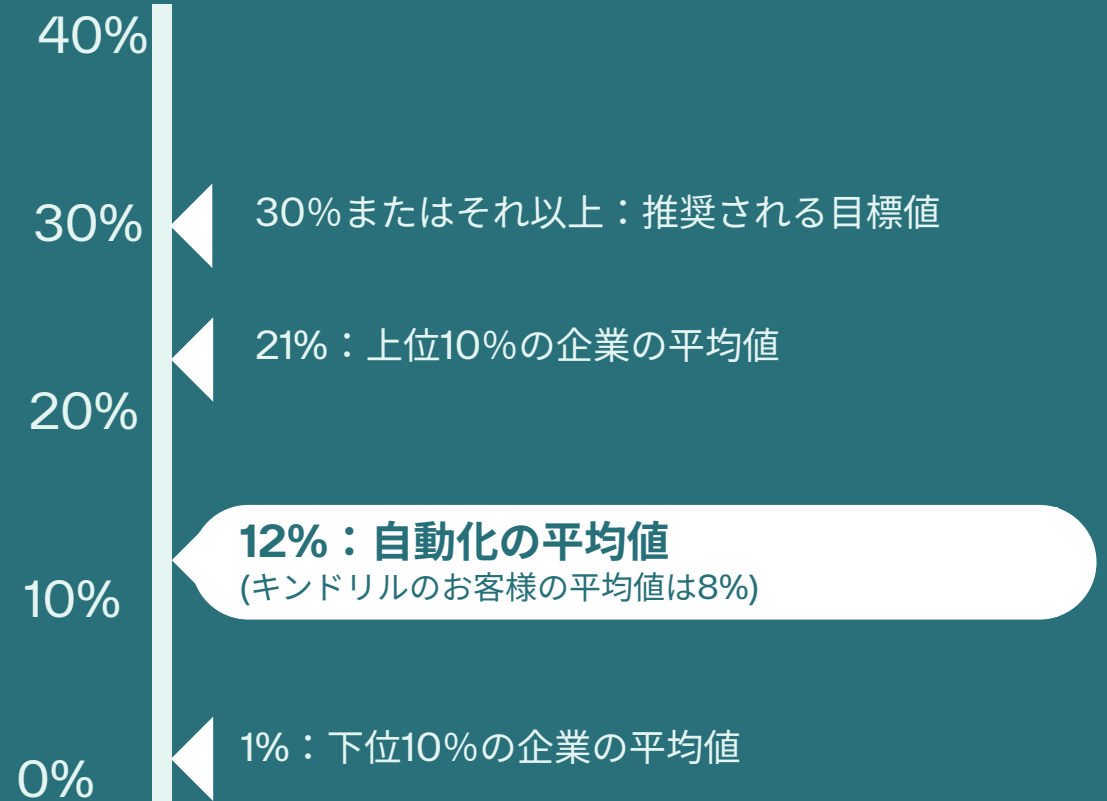 40%
30%
30%またはそれ以上：推奨される目標値
21%：上位10%の企業の平均値
20%
12%：自動化の平均値
(キンドリルのお客様の平均値は8%)
10%
1%：下位10%の企業の平均値
0%